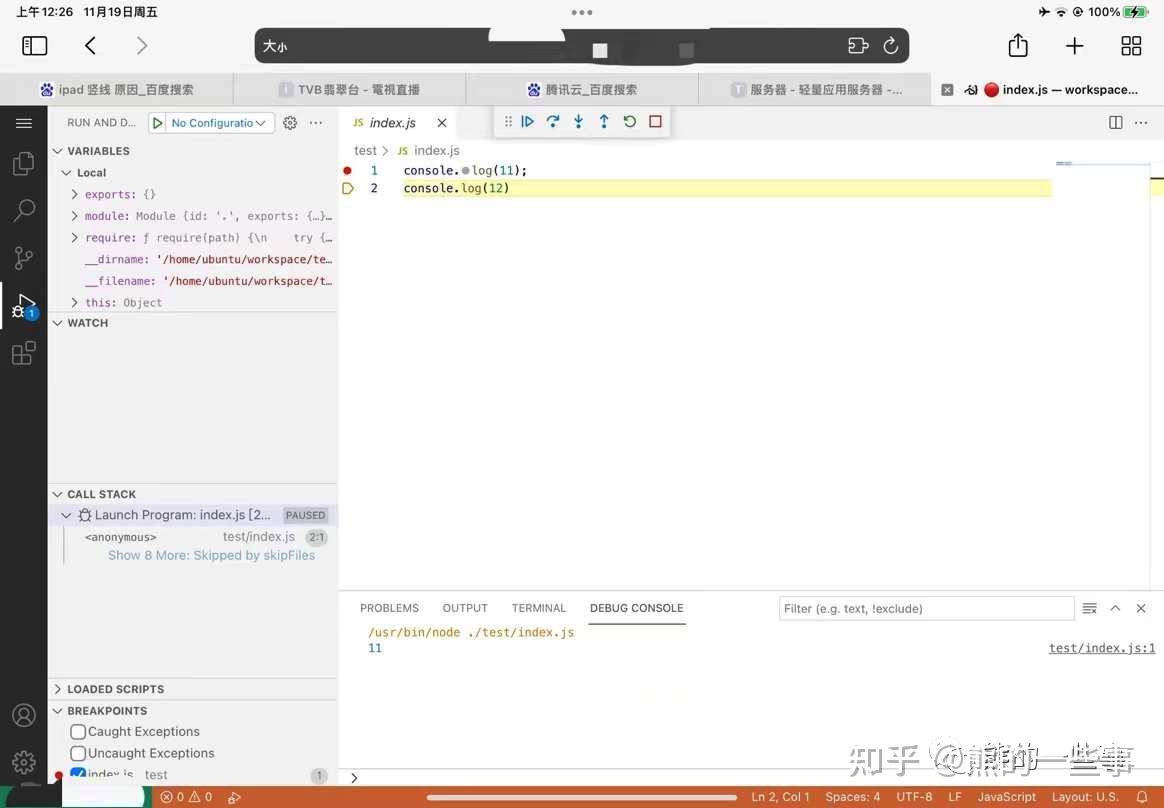 上午12:26 11月19日周五
100%
大小
ipad 竖线 原因_百度搜索
TVB翡翠台 - 電視直播
腾讯云_百度搜索
服务器 - 轻量应用服务器 -...
index.js — workspace...
RUN AND D...
No Configuratio
index.js
test > JS index.js
VARIABLES
Local
exports: {}
module: Module {id: '.', exports: {…}…
require: ƒ require(path) {\n try {…
__dirname: '/home/ubuntu/workspace/te…
__filename: '/home/ubuntu/workspace/t…
this: Object
WATCH
CALL STACK
Launch Program: index.js [2... PAUSED
<anonymous> test/index.js 2:1
Show 8 More: Skipped by skipFiles
LOADED SCRIPTS
BREAKPOINTS
Caught Exceptions
Uncaught Exceptions
index.js test 1
1 console.log(11);
2 console.log(12)
PROBLEMS OUTPUT TERMINAL DEBUG CONSOLE
Filter (e.g. text, !exclude)
/usr/bin/node ./test/index.js
11 test/index.js:1
知乎 @熊的一些事
0 0
Ln 2, Col 1 Spaces: 4 UTF-8 LF JavaScript Layout: U.S.